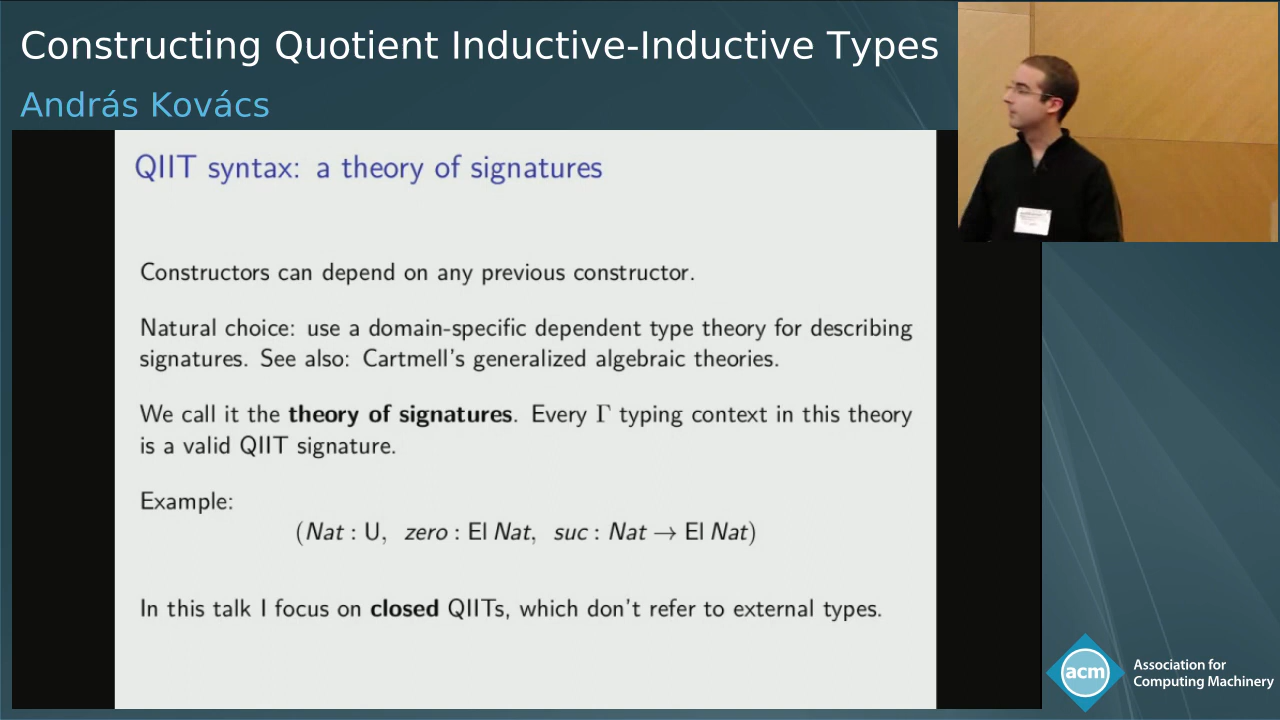 Constructing Quotient Inductive-Inductive Types
András Kovács
QIIT syntax: a theory of signatures
Constructors can depend on any previous constructor.
Natural choice: use a domain-specific dependent type theory for describing
signatures. See also: Cartmell's generalized algebraic theories.
We call it the theory of signatures. Every Γ typing context in this theory
is a valid QIIT signature.
Example:
(Nat : U, zero : El Nat, suc : Nat → El Nat)
In this talk I focus on closed QIITs, which don't refer to external types.
acm
Association for
Computing Machinery